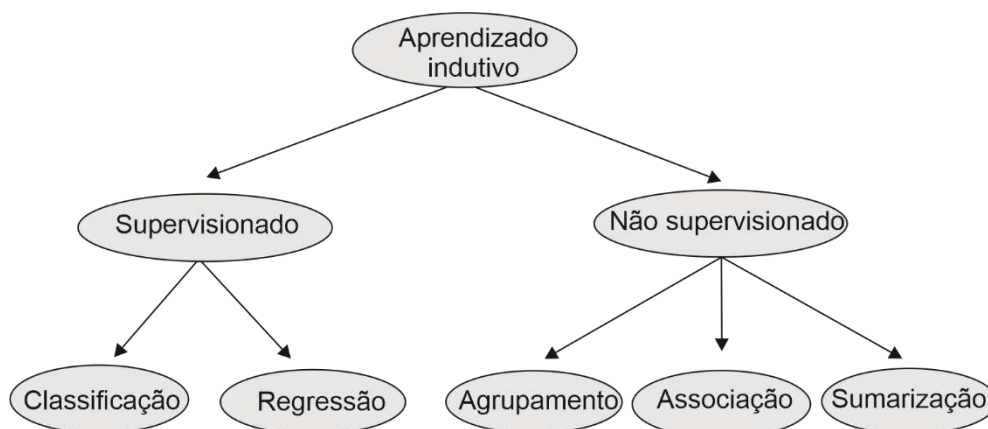 Aprendizado
indutivo
Supervisionado
Não supervisionado
Classificação
Regressão
Agrupamento
Associação
Sumarização